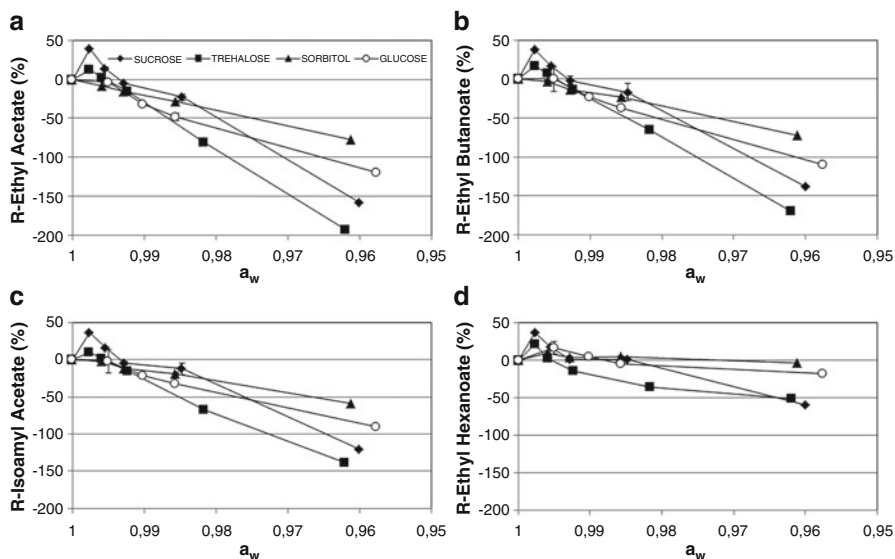 a
50
0
-50
-100
-150
-200
R-Ethyl Acetate (%)
SUCROSE TREHALOSE SORBITOL GLUCOSE
1 0,99 0,98 0,97 0,96 0,95
aw
b
50
0
-50
-100
-150
-200
R-Ethyl Butanoate (%)
1 0,99 0,98 0,97 0,96 0,95
aw
c
50
0
-50
-100
-150
-200
R-Isoamyl Acetate (%)
1 0,99 0,98 0,97 0,96 0,95
aw
d
50
0
-50
-100
-150
-200
R-Ethyl Hexanoate (%)
1 0,99 0,98 0,97 0,96 0,95
aw